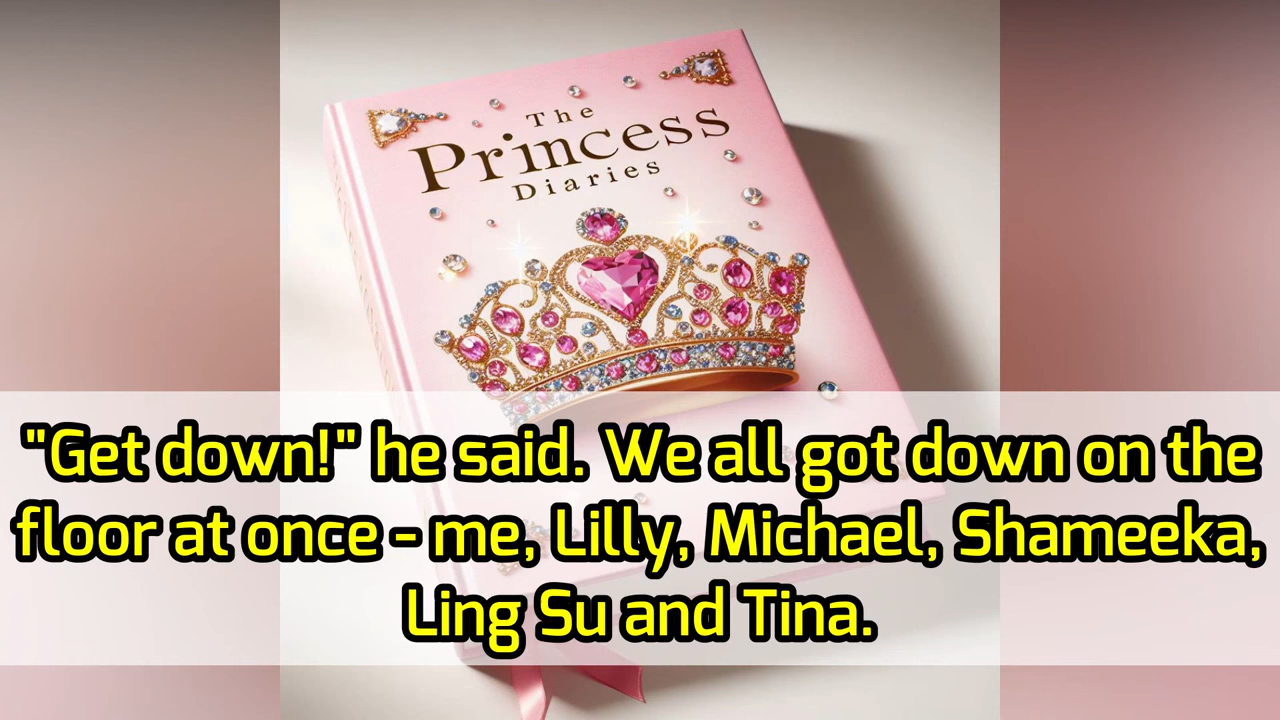 The
Princess
Diaries
"Get down!" he said. We all got down on the
floor at once - me, Lilly, Michael, Shameeka,
Ling Su and Tina.